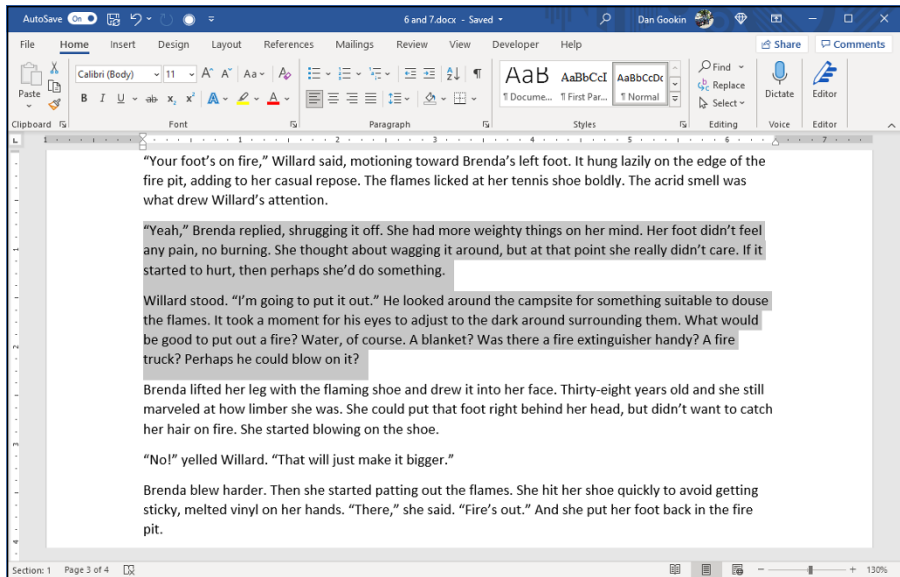 AutoSave On 6 and 7.docx - Saved Dan Gookin
File Home Insert Design Layout References Mailings Review View Developer Help Share Comments
Paste Calibri (Body) 11 A A Aa A AaB AaBbCcI AaBbCcDc Find Replace Select Dictate Editor
B I U ab x₂ x² A A ¶ Docume... ¶ First Par... ¶ Normal
Clipboard Font Paragraph Styles Editing Voice Editor
1 1 2 3 4 5 6 7
“Your foot’s on fire,” Willard said, motioning toward Brenda’s left foot. It hung lazily on the edge of the
fire pit, adding to her casual repose. The flames licked at her tennis shoe boldly. The acrid smell was
what drew Willard’s attention.
“Yeah,” Brenda replied, shrugging it off. She had more weighty things on her mind. Her foot didn’t feel
any pain, no burning. She thought about wagging it around, but at that point she really didn’t care. If it
started to hurt, then perhaps she’d do something.
Willard stood. “I’m going to put it out.” He looked around the campsite for something suitable to douse
the flames. It took a moment for his eyes to adjust to the dark around surrounding them. What would
be good to put out a fire? Water, of course. A blanket? Was there a fire extinguisher handy? A fire
truck? Perhaps he could blow on it?
Brenda lifted her leg with the flaming shoe and drew it into her face. Thirty-eight years old and she still
marveled at how limber she was. She could put that foot right behind her head, but didn’t want to catch
her hair on fire. She started blowing on the shoe.
“No!” yelled Willard. “That will just make it bigger.”
Brenda blew harder. Then she started patting out the flames. She hit her shoe quickly to avoid getting
sticky, melted vinyl on her hands. “There,” she said. “Fire’s out.” And she put her foot back in the fire
pit.
Section: 1 Page 3 of 4 130%